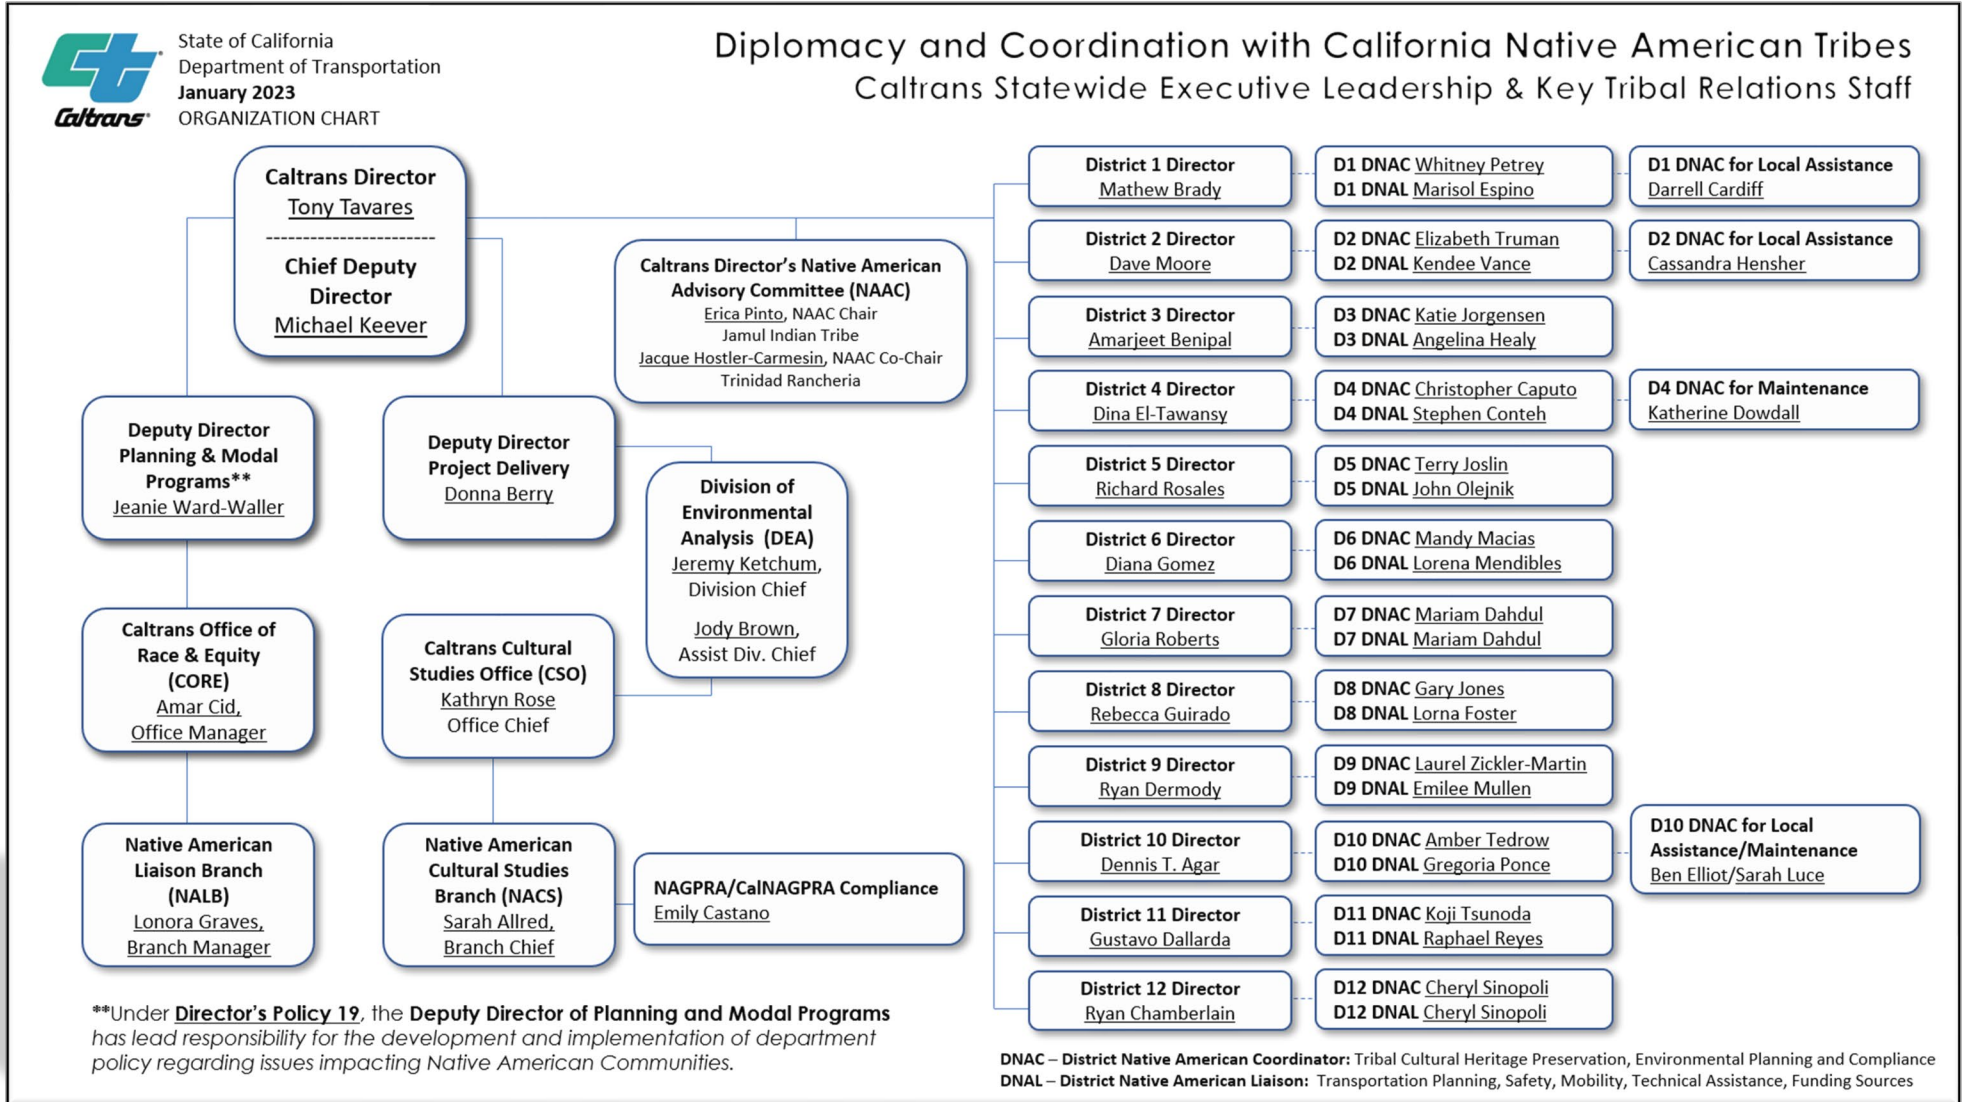 State of California
Department of Transportation
January 2023
ORGANIZATION CHART
Caltrans
Diplomacy and Coordination with California Native American Tribes
Caltrans Statewide Executive Leadership & Key Tribal Relations Staff
Caltrans Director
Tony Tavares
-----------------------
Chief Deputy
Director
Michael Keever
Caltrans Director's Native American
Advisory Committee (NAAC)
Erica Pinto, NAAC Chair
Jamul Indian Tribe
Jacque Hostler-Carmesin, NAAC Co-Chair
Trinidad Rancheria
Deputy Director
Planning & Modal
Programs**
Jeanie Ward-Waller
Deputy Director
Project Delivery
Donna Berry
Division of
Environmental
Analysis (DEA)
Jeremy Ketchum,
Division Chief
Jody Brown,
Assist Div. Chief
Caltrans Office of
Race & Equity
(CORE)
Amar Cid,
Office Manager
Caltrans Cultural
Studies Office (CSO)
Kathryn Rose
Office Chief
Native American
Liaison Branch
(NALB)
Lonora Graves,
Branch Manager
Native American
Cultural Studies
Branch (NACS)
Sarah Allred,
Branch Chief
NAGPRA/CalNAGPRA Compliance
Emily Castano
**Under Director's Policy 19, the Deputy Director of Planning and Modal Programs
has lead responsibility for the development and implementation of department
policy regarding issues impacting Native American Communities.
District 1 Director
Mathew Brady
D1 DNAC Whitney Petrey
D1 DNAL Marisol Espino
D1 DNAC for Local Assistance
Darrell Cardiff
District 2 Director
Dave Moore
D2 DNAC Elizabeth Truman
D2 DNAL Kendee Vance
D2 DNAC for Local Assistance
Cassandra Hensher
District 3 Director
Amarjeet Benipal
D3 DNAC Katie Jorgensen
D3 DNAL Angelina Healy
District 4 Director
Dina El-Tawansy
D4 DNAC Christopher Caputo
D4 DNAL Stephen Conteh
D4 DNAC for Maintenance
Katherine Dowdall
District 5 Director
Richard Rosales
D5 DNAC Terry Joslin
D5 DNAL John Olejnik
District 6 Director
Diana Gomez
D6 DNAC Mandy Macias
D6 DNAL Lorena Mendibles
District 7 Director
Gloria Roberts
D7 DNAC Mariam Dahdul
D7 DNAL Mariam Dahdul
District 8 Director
Rebecca Guirado
D8 DNAC Gary Jones
D8 DNAL Lorna Foster
District 9 Director
Ryan Dermody
D9 DNAC Laurel Zickler-Martin
D9 DNAL Emilee Mullen
District 10 Director
Dennis T. Agar
D10 DNAC Amber Tedrow
D10 DNAL Gregoria Ponce
D10 DNAC for Local
Assistance/Maintenance
Ben Elliot/Sarah Luce
District 11 Director
Gustavo Dallarda
D11 DNAC Koji Tsunoda
D11 DNAL Raphael Reyes
District 12 Director
Ryan Chamberlain
D12 DNAC Cheryl Sinopoli
D12 DNAL Cheryl Sinopoli
DNAC – District Native American Coordinator: Tribal Cultural Heritage Preservation, Environmental Planning and Compliance
DNAL – District Native American Liaison: Transportation Planning, Safety, Mobility, Technical Assistance, Funding Sources